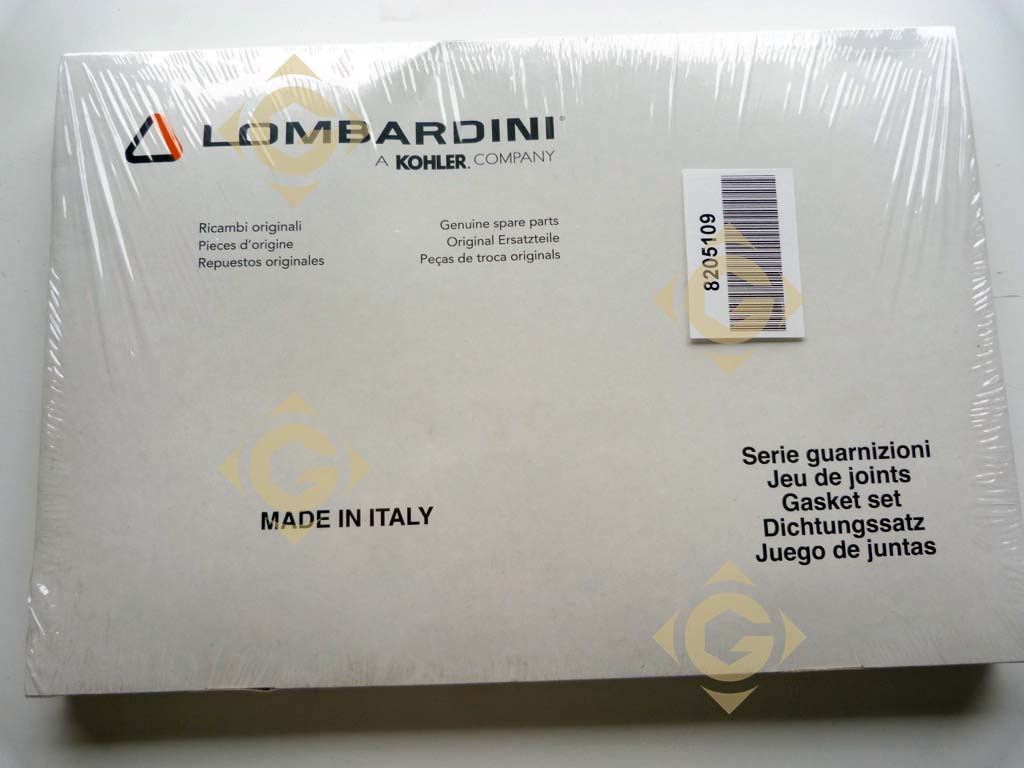 LOMBARDINI®
A KOHLER. COMPANY
Ricambi originali
Pieces d'origine
Repuestos originales
Genuine spare parts
Original Ersatzteile
Peças de troca originals
8205109
MADE IN ITALY
Serie guarnizioni
Jeu de joints
Gasket set
Dichtungssatz
Juego de juntas
G
G
G
G